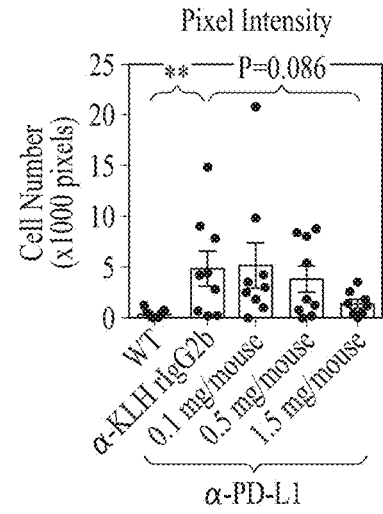 Pixel Intensity
Cell Number
(x1000 pixels)
25
20
15
10
5
0
**
P=0.086
WT
α-KLH rigG2b
0.1 mg/mouse
0.5 mg/mouse
1.5 mg/mouse
α-PD-L1